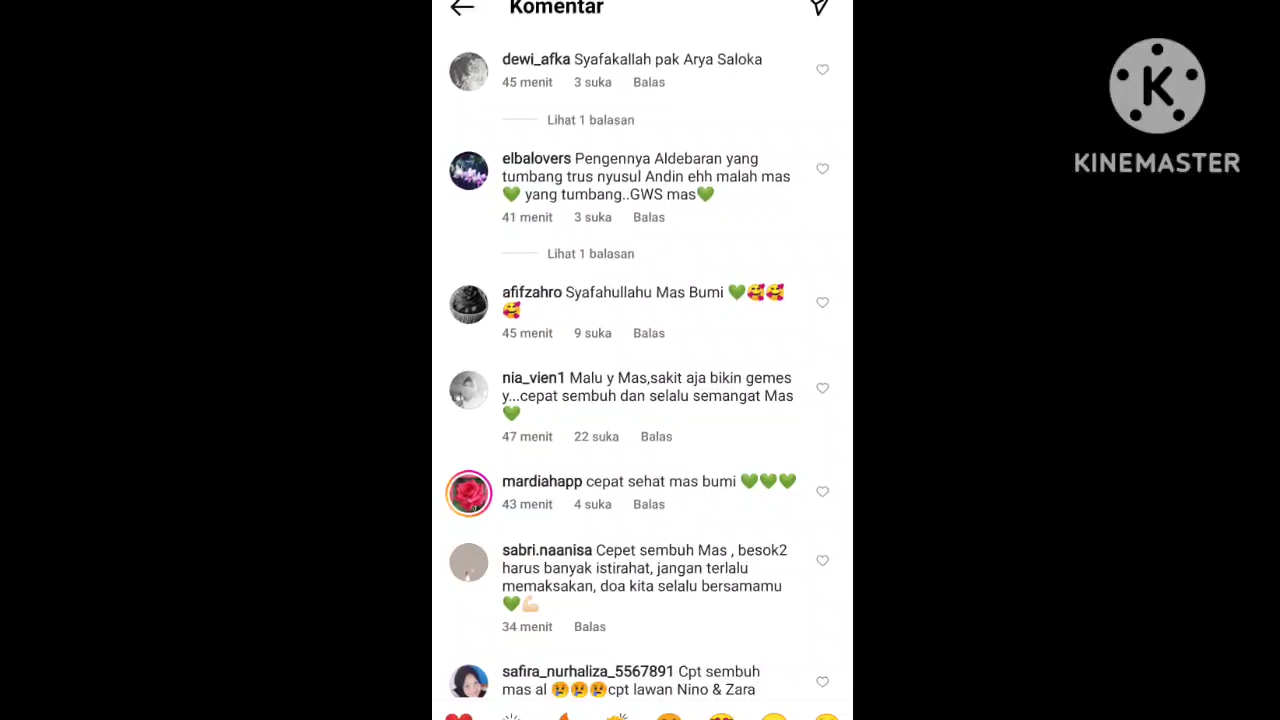 Komentar
dewi_afka Syafakallah pak Arya Saloka
45 menit 3 suka Balas
Lihat 1 balasan
elbalovers Pengennya Aldebaran yang
tumbang trus nyusul Andin ehh malah mas
💚 yang tumbang..GWS mas💚
41 menit 3 suka Balas
Lihat 1 balasan
afifzahro Syafahullahu Mas Bumi 💚🥰🥰
🥰
45 menit 9 suka Balas
nia_vien1 Malu y Mas,sakit aja bikin gemes
y...cepat sembuh dan selalu semangat Mas
💚
47 menit 22 suka Balas
mardiahapp cepat sehat mas bumi 💚💚💚
43 menit 4 suka Balas
sabri.naanisa Cepet sembuh Mas , besok2
harus banyak istirahat, jangan terlalu
memaksakan, doa kita selalu bersamamu
💚💪🏻
34 menit Balas
safira_nurhaliza_5567891 Cpt sembuh
mas al 😢😢😢cpt lawan Nino & Zara
K
KINEMASTER